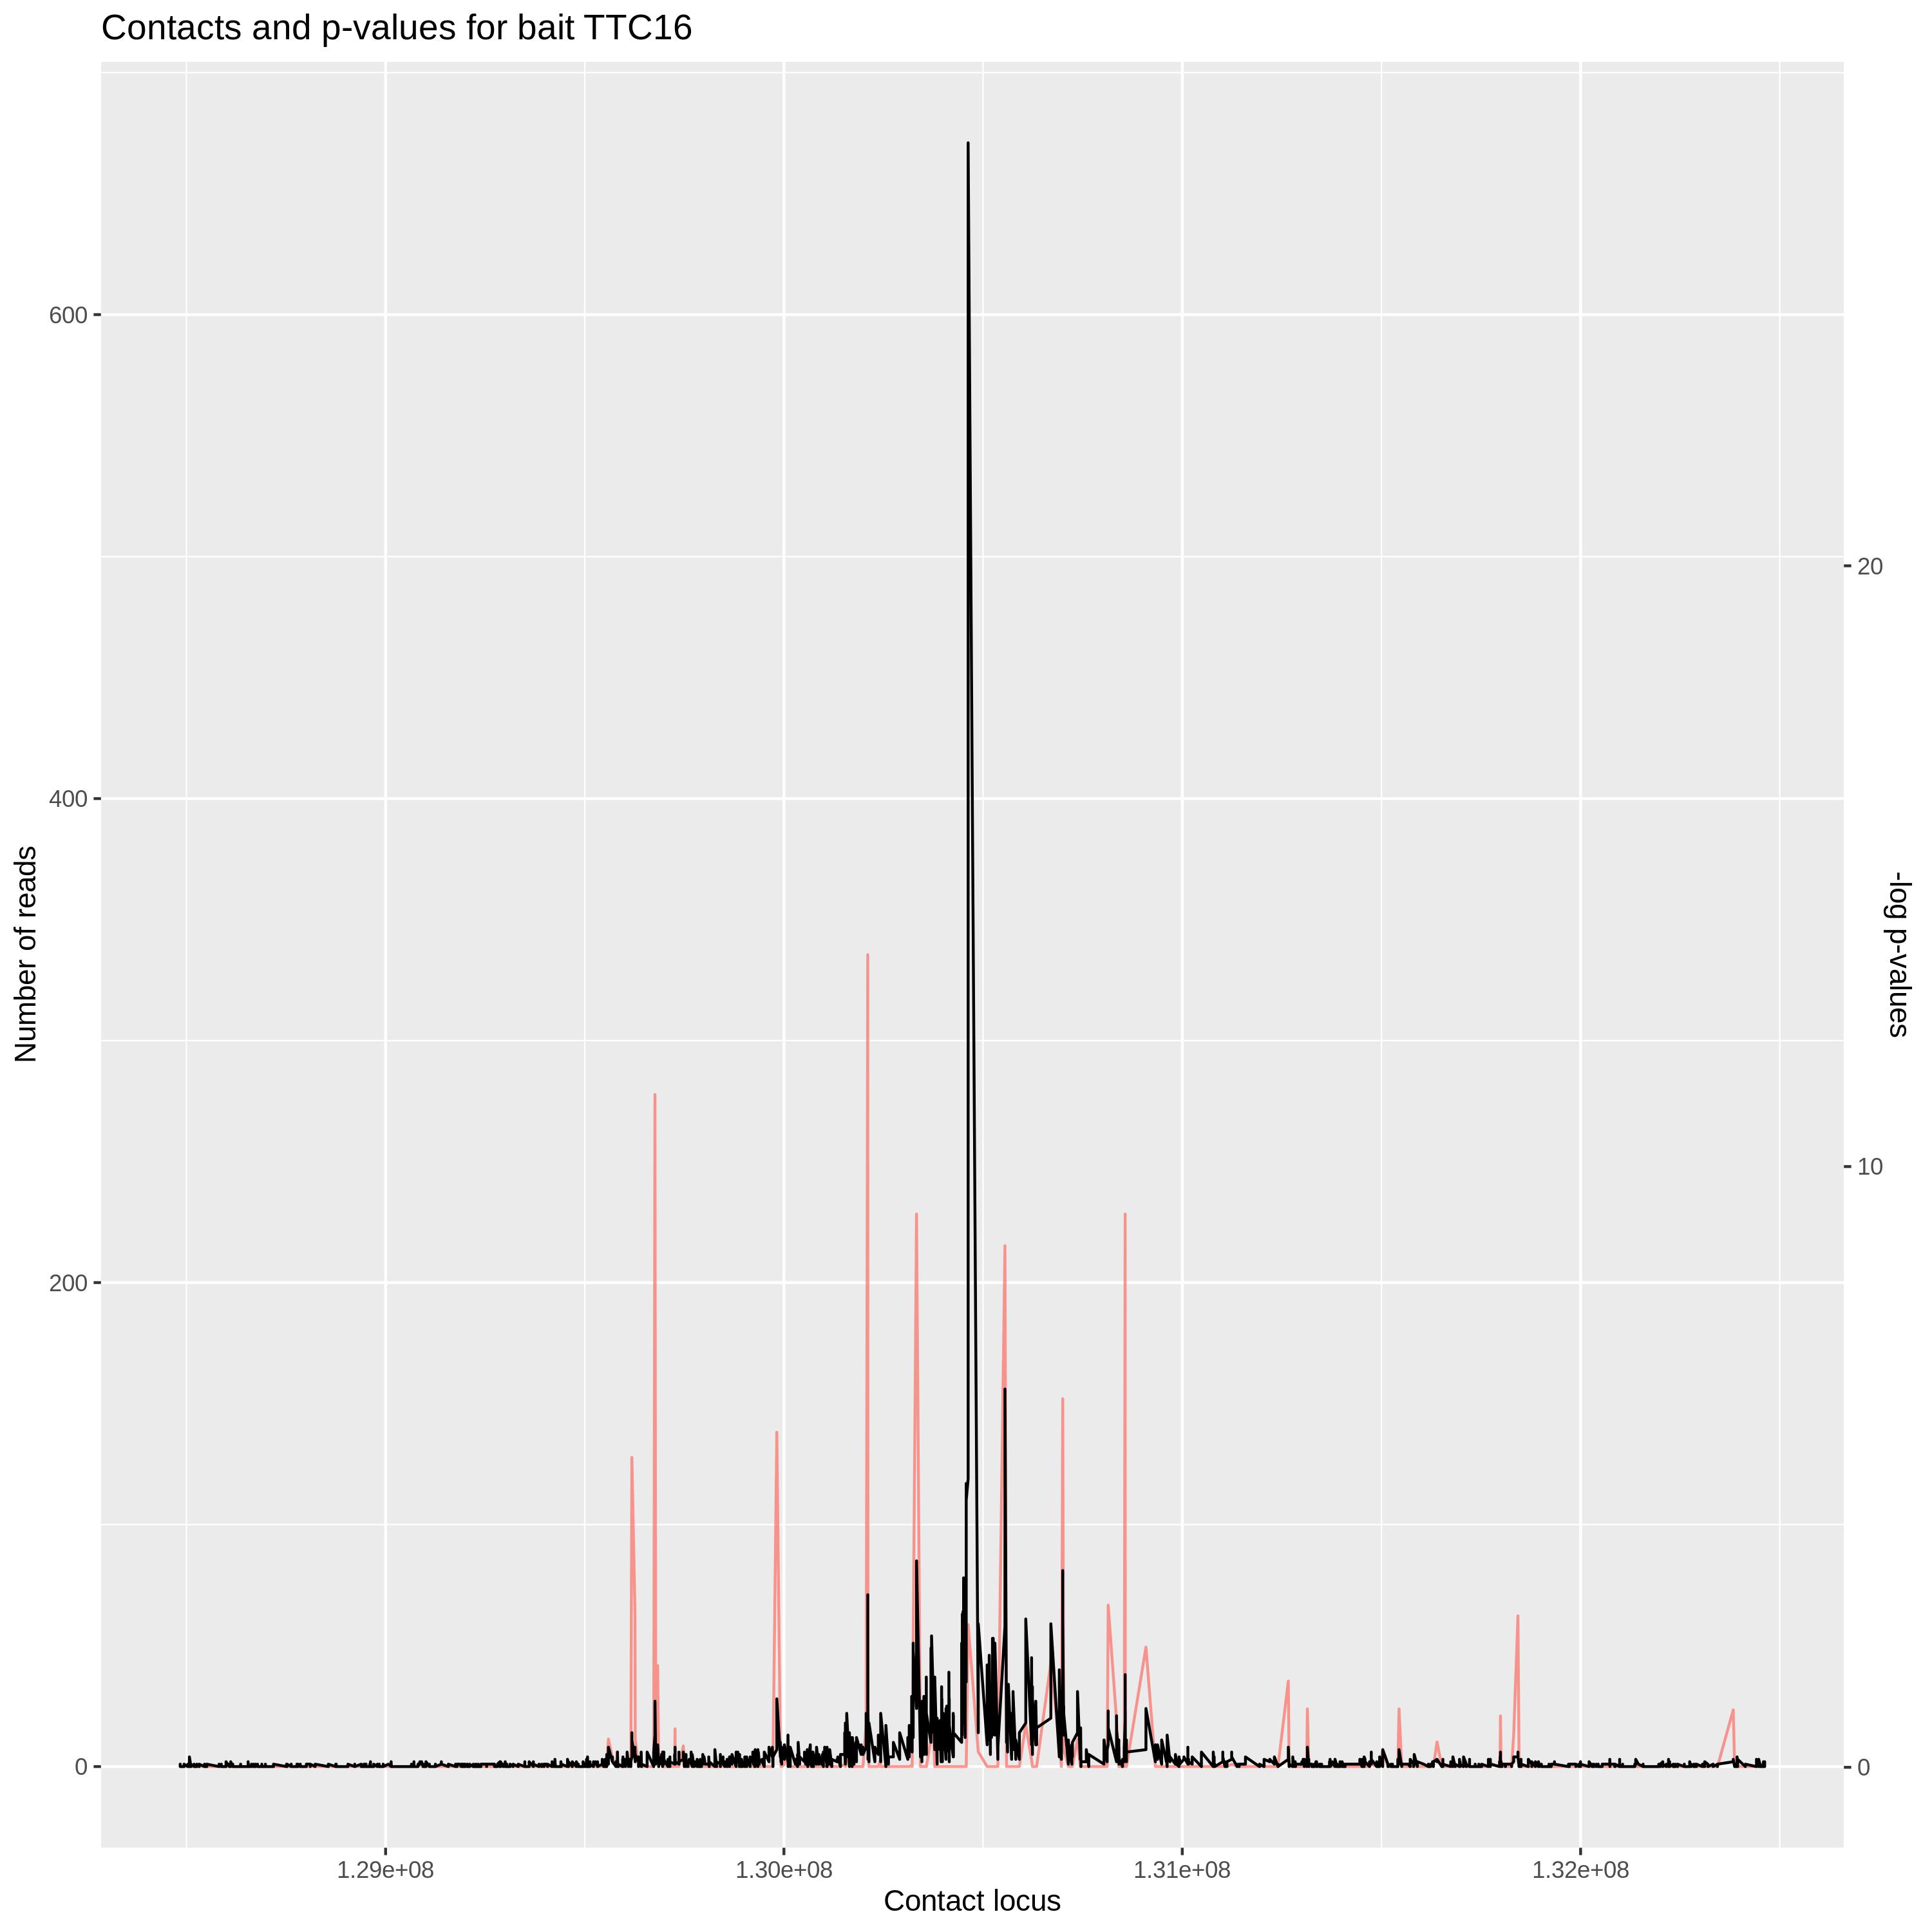 Contacts and p-values for bait TTC16
600
400
200
0
Number of reads
20
10
0
-log p-values
1.29e+08
1.30e+08
1.31e+08
1.32e+08
Contact locus